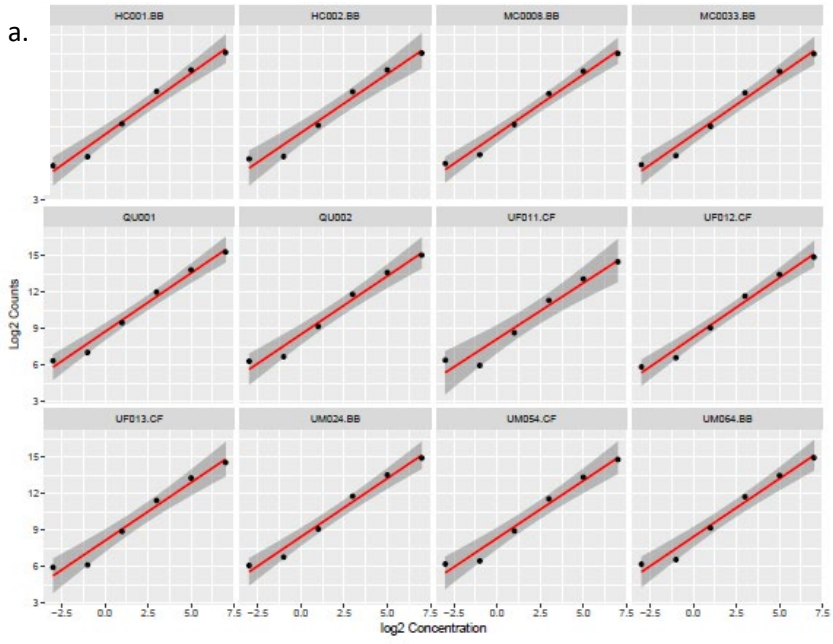 a.
HC001.BB HC002.BB MC0008.BB MC0033.BB
3
QU001 QU002 UF011.CF UF012.CF
15
12
9
6
3
Log2 Counts
UF013.CF UM024.BB UM054.CF UM064.BB
15
12
9
6
3
−2.5 0.0 2.5 5.0 7.5 −2.5 0.0 2.5 5.0 7.5 −2.5 0.0 2.5 5.0 7.5 −2.5 0.0 2.5 5.0 7.5
log2 Concentration